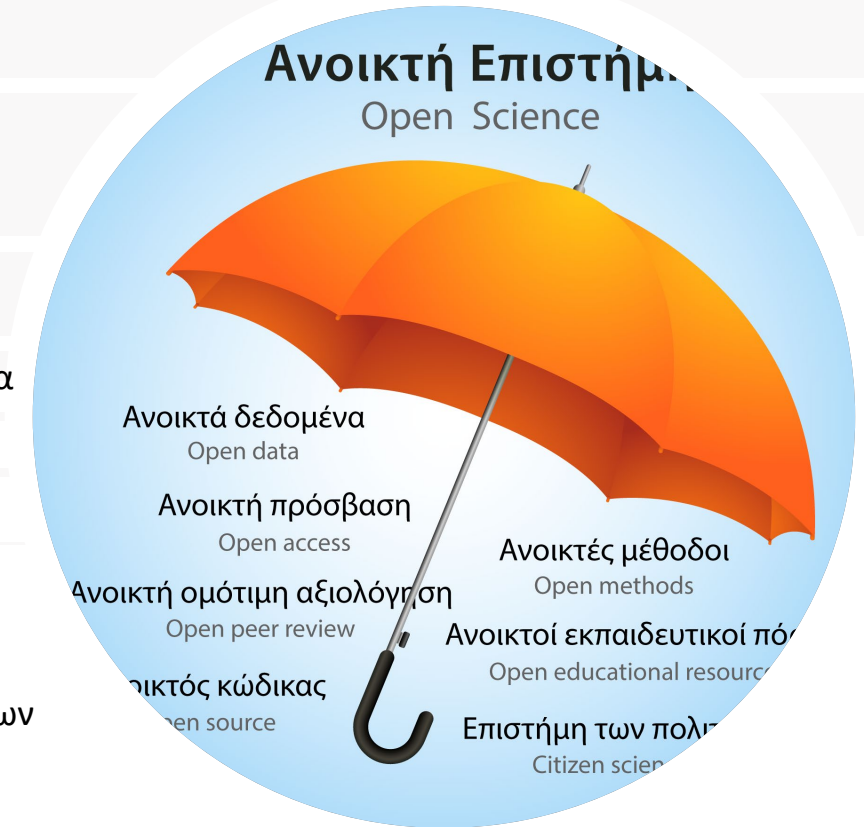 Ανοικτή Επιστήμη
Open Science
Ανοικτά δεδομένα
Open data
Ανοικτή πρόσβαση
Open access
Ανοικτή ομότιμη αξιολόγηση
Open peer review
κώδικας
source
Ανοικτές μέθοδοι
Open methods
Ανοικτοί εκπαιδευτικοί
Open educational
Επιστήμη των
Citizen